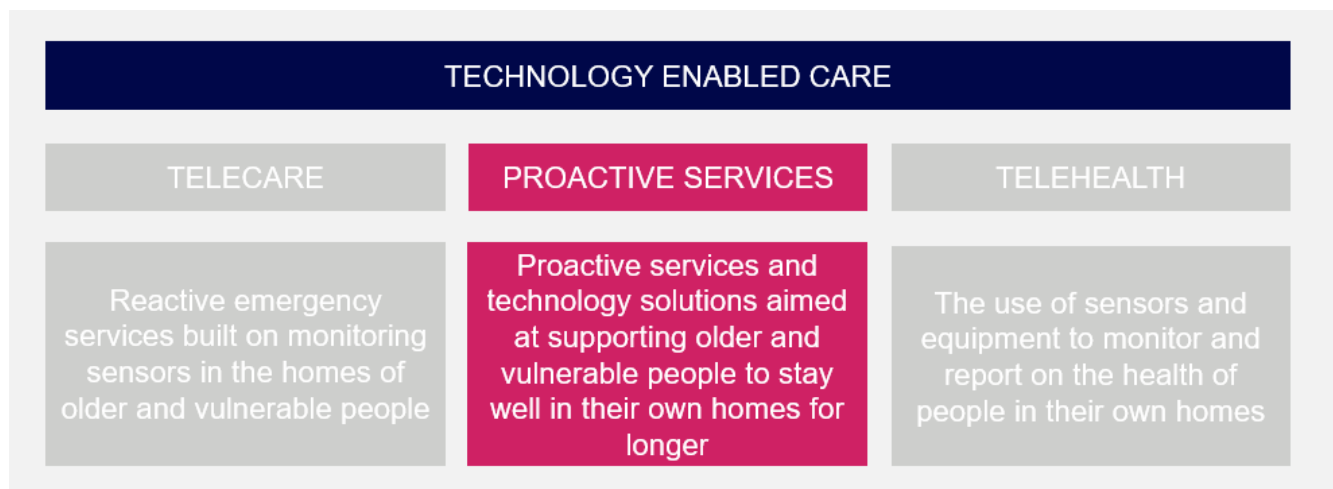 TECHNOLOGY ENABLED CARE
TELECARE
PROACTIVE SERVICES
TELEHEALTH
Reactive emergency
services built on monitoring
sensors in the homes of
older and vulnerable people
Proactive services and
technology solutions aimed
at supporting older and
vulnerable people to stay
well in their own homes for
longer
The use of sensors and
equipment to monitor and
report on the health of
people in their own homes